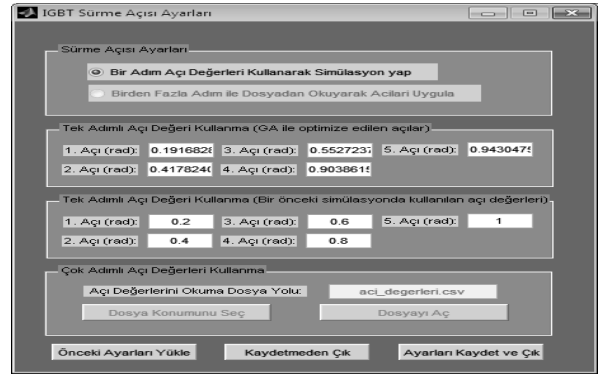 IGBT Sürme Açısı Ayarları
Sürme Açısı Ayarları
Bir Adım Açı Değerleri Kullanarak Simülasyon yap
Birden Fazla Adım ile Dosyadan Okuyarak Acilari Uygula
Tek Adımlı Açı Değeri Kullanma (GA ile optimize edilen açılar)
1. Açı (rad): 0.1916828 3. Açı (rad): 0.5527237 5. Açı (rad): 0.9430475
2. Açı (rad): 0.4178240 4. Açı (rad): 0.9038615
Tek Adımlı Açı Değeri Kullanma (Bir önceki simülasyonda kullanılan açı değerleri)
1. Açı (rad): 0.2 3. Açı (rad): 0.6 5. Açı (rad): 1
2. Açı (rad): 0.4 4. Açı (rad): 0.8
Çok Adımlı Açı Değerleri Kullanma
Açı Değerlerini Okuma Dosya Yolu: aci_degerleri.csv
Dosya Konumunu Seç Dosyayı Aç
Önceki Ayarları Yükle Kaydetmeden Çık Ayarları Kaydet ve Çık